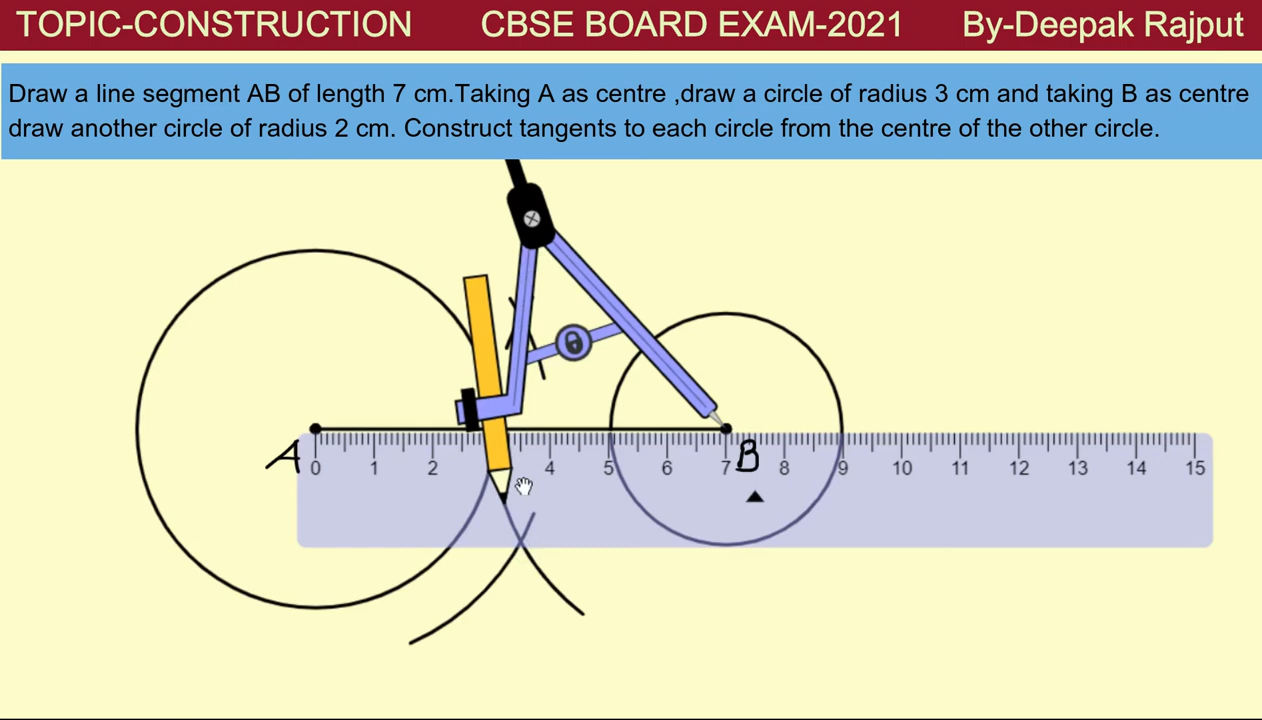 TOPIC-CONSTRUCTION CBSE BOARD EXAM-2021 By-Deepak Rajput
Draw a line segment AB of length 7 cm.Taking A as centre ,draw a circle of radius 3 cm and taking B as centre
draw another circle of radius 2 cm. Construct tangents to each circle from the centre of the other circle.
A B
0 1 2 4 5 6 7 8 9 10 11 12 13 14 15